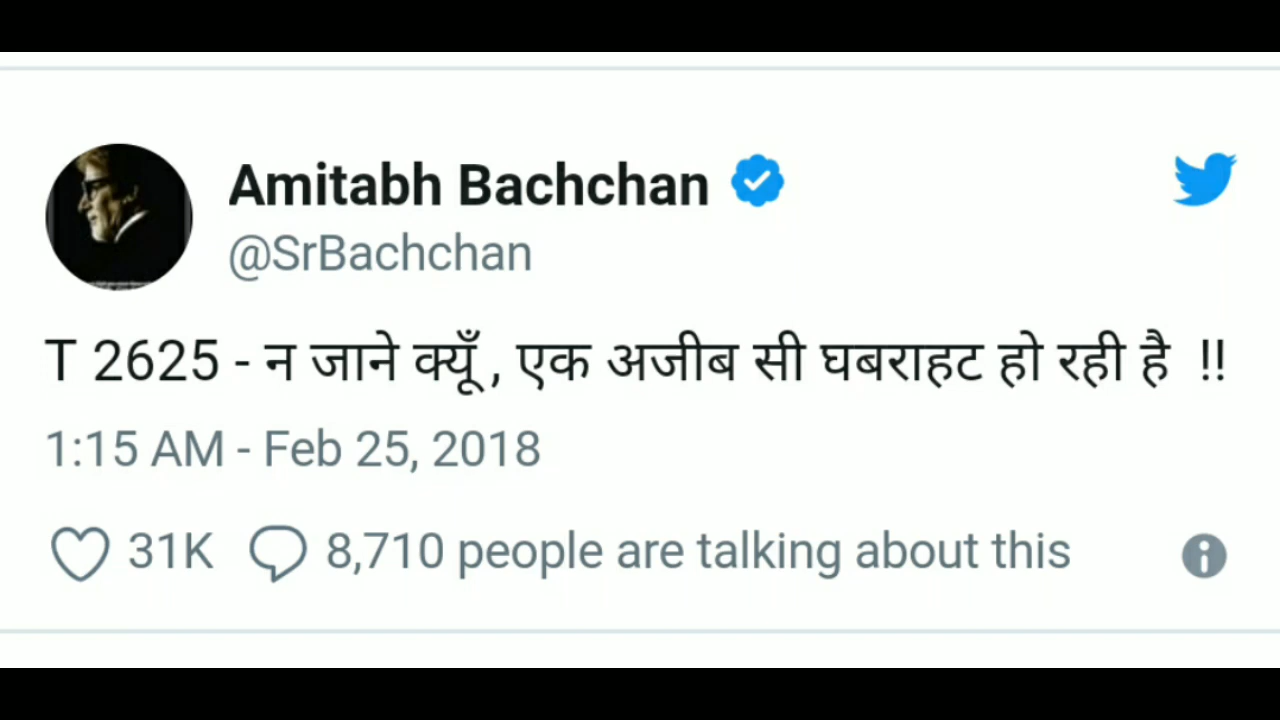 Amitabh Bachchan
@SrBachchan
T 2625 - न जाने क्यूँ , एक अजीब सी घबराहट हो रही है !!
1:15 AM - Feb 25, 2018
31K 8,710 people are talking about this